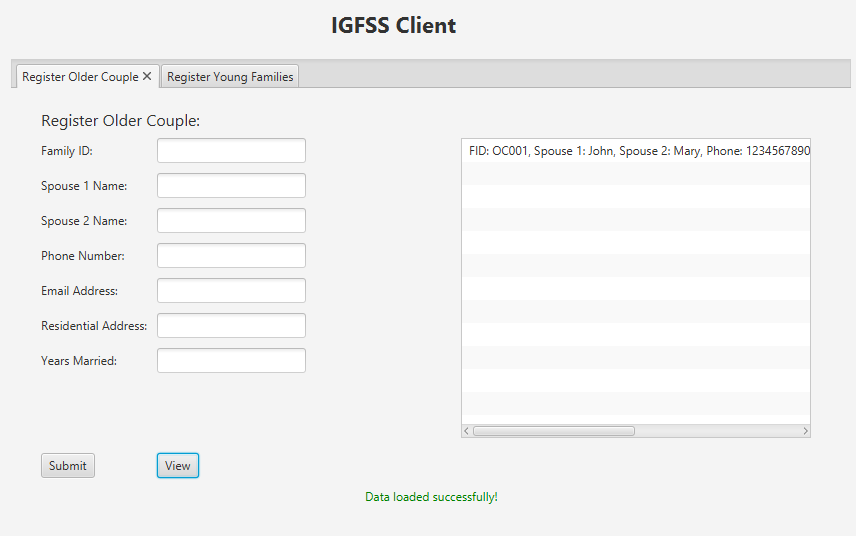 IGFSS Client
Register Older Couple
Register Young Families
Register Older Couple:
Family ID:
FID: OC001, Spouse 1: John, Spouse 2: Mary, Phone: 1234567890
Spouse 1 Name:
Spouse 2 Name:
Phone Number:
Email Address:
Residential Address:
Years Married:
Submit
View
Data loaded successfully!